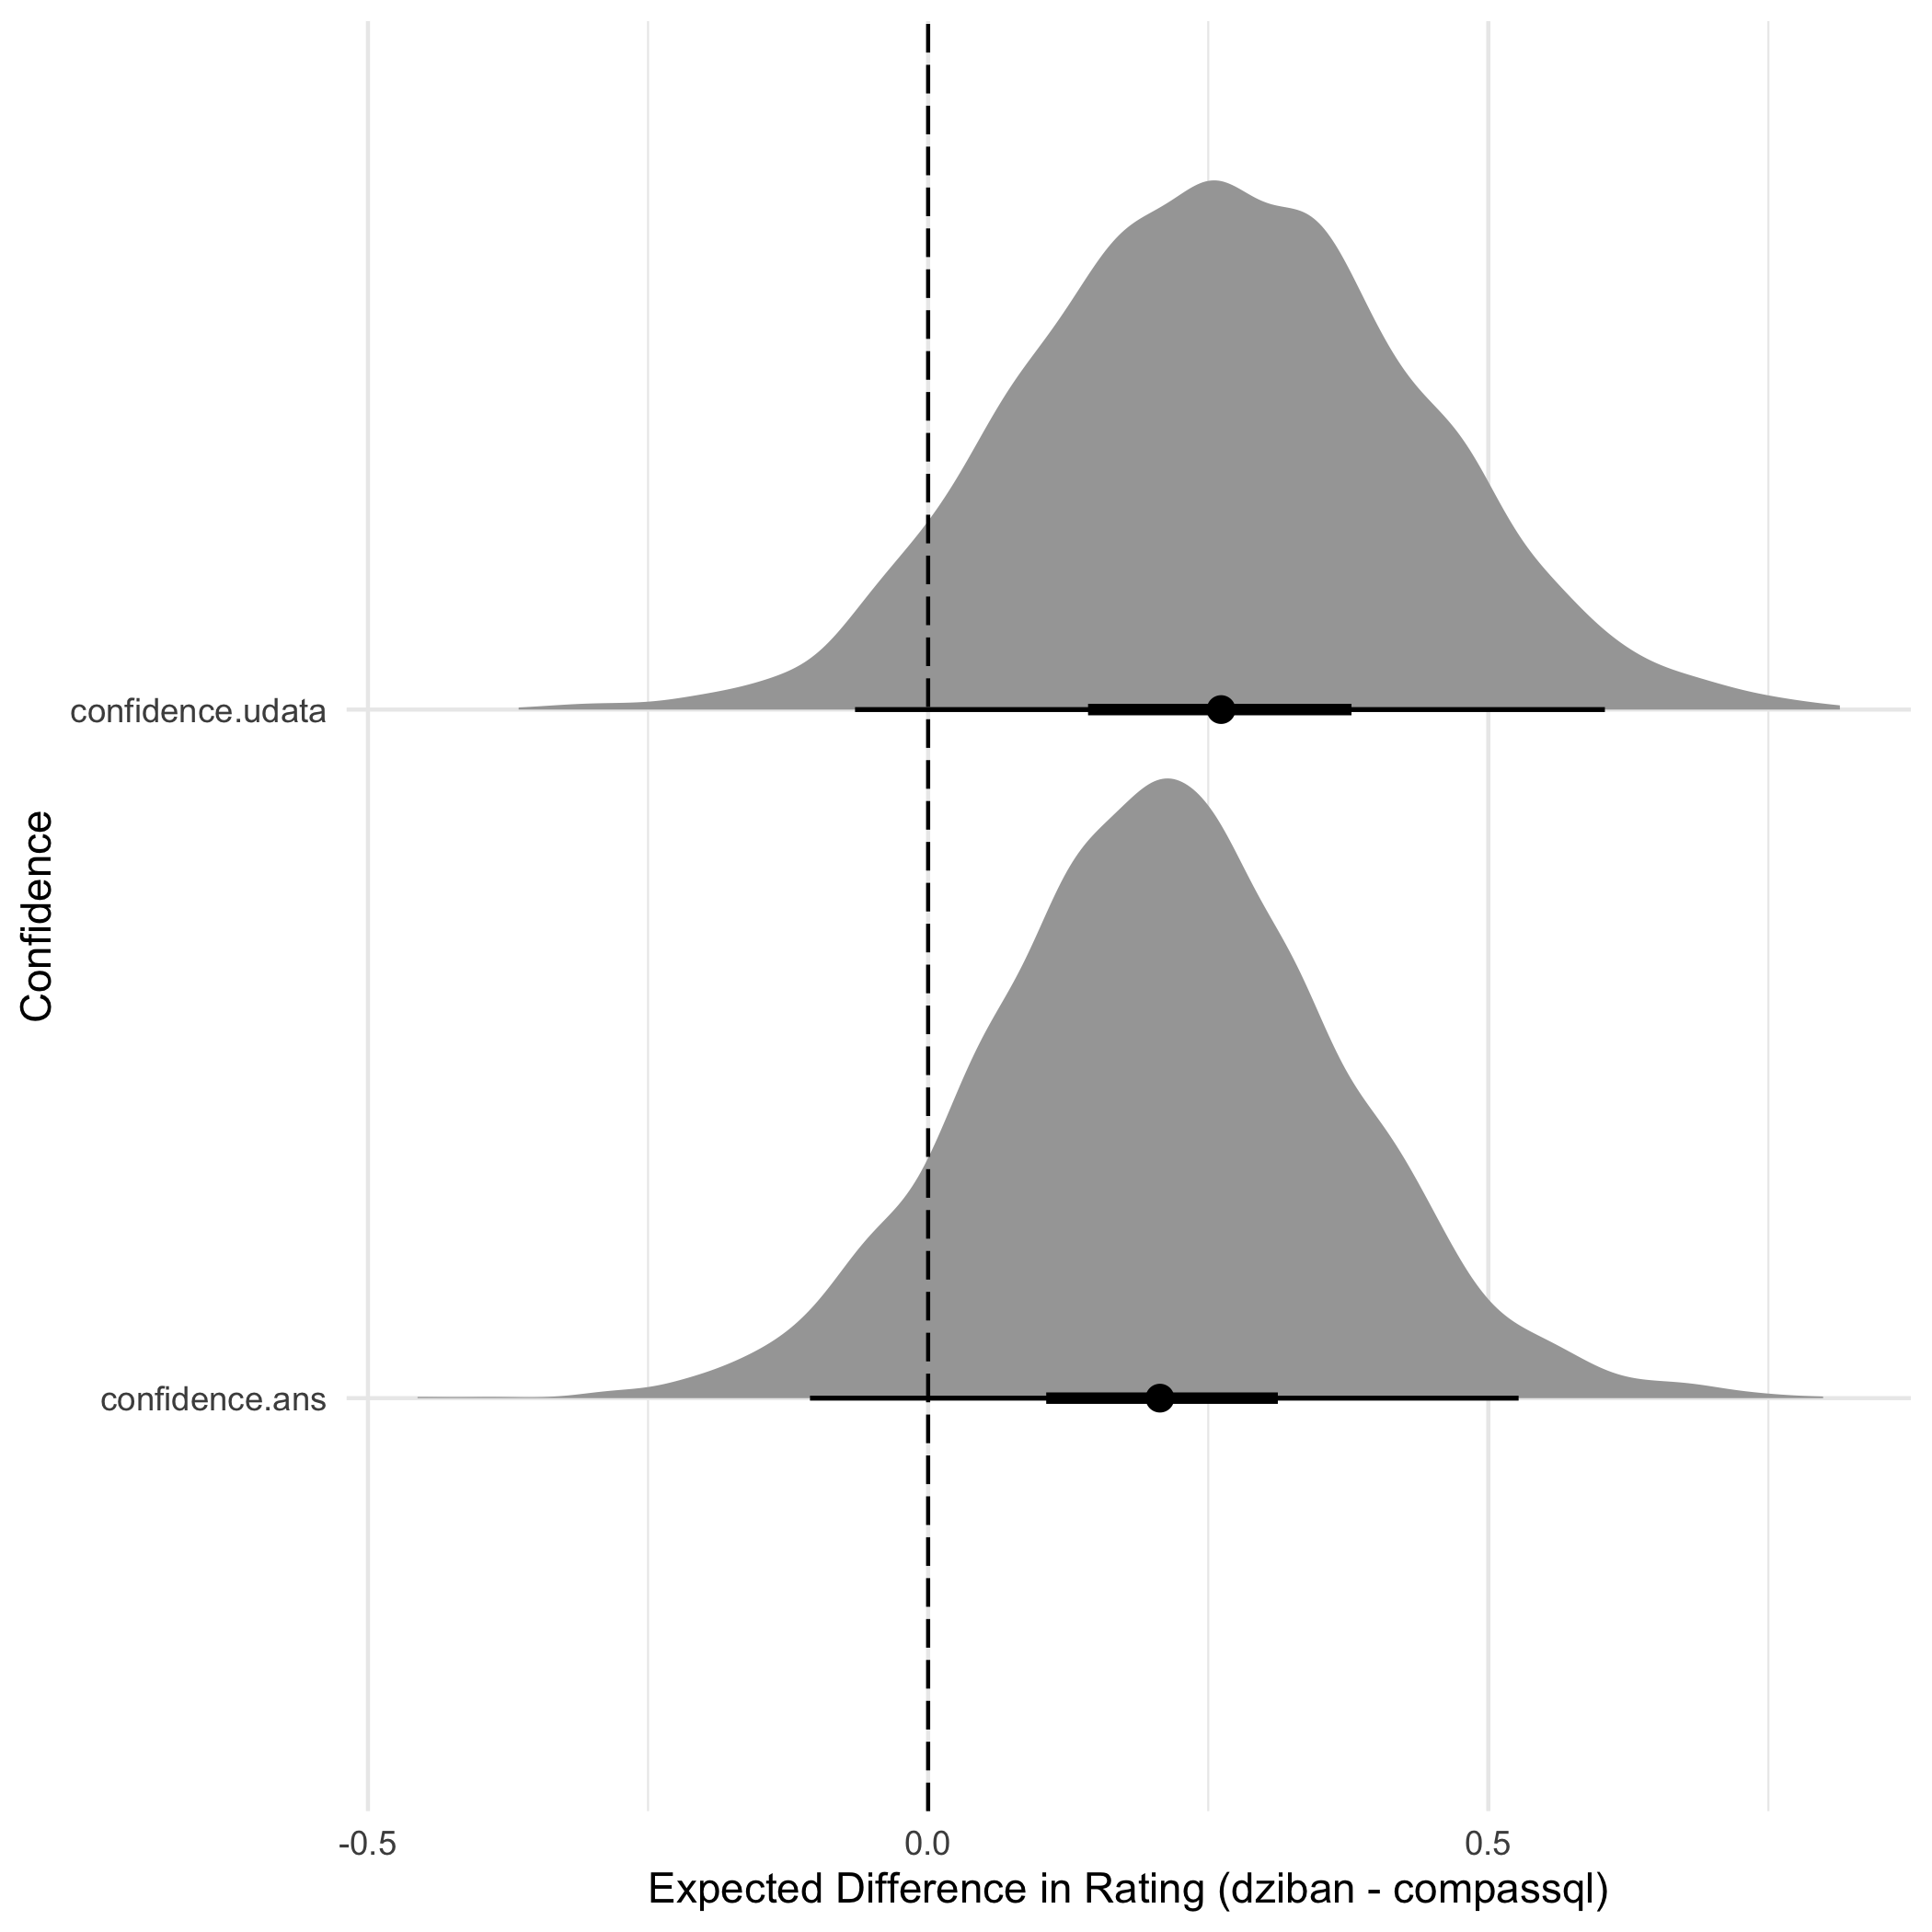 Confidence
confidence.udata
confidence.ans
-0.5
0.0
0.5
Expected Difference in Rating (dziban - compassql)